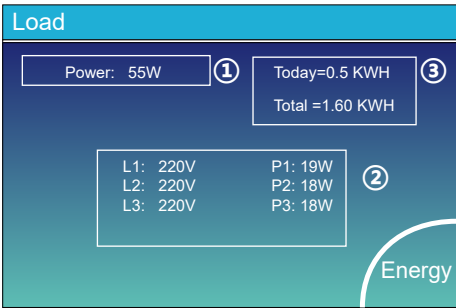 Load
Power: 55W ①
Today=0.5 KWH ③
Total =1.60 KWH
L1: 220V P1: 19W
L2: 220V P2: 18W ②
L3: 220V P3: 18W
Energy